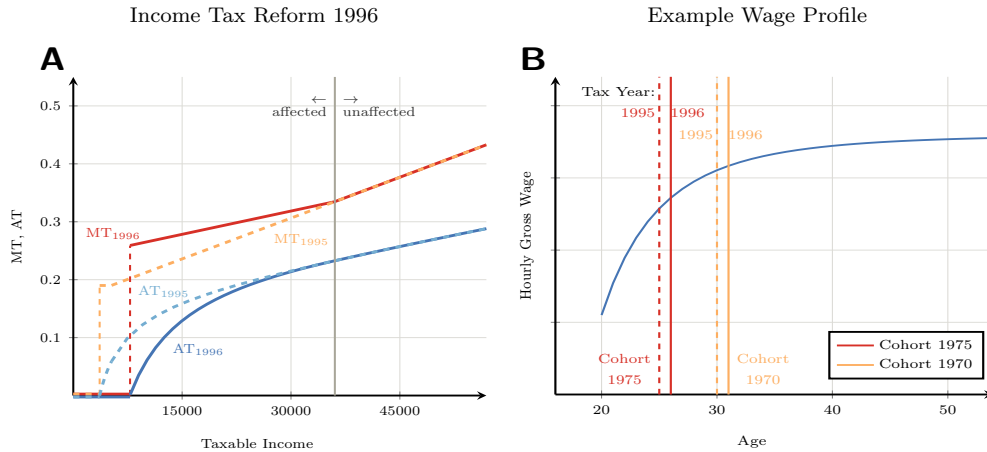 Income Tax Reform 1996
A
MT, AT
0.5
0.4
0.3
0.2
0.1
15000
30000
45000
Taxable Income
← →
affected unaffected
MT1996
MT1995
AT1995
AT1996
Example Wage Profile
B
Hourly Gross Wage
Tax Year:
1995 1996
1995 1996
Cohort
1975
Cohort
1970
Cohort 1975
Cohort 1970
20
30
40
50
Age